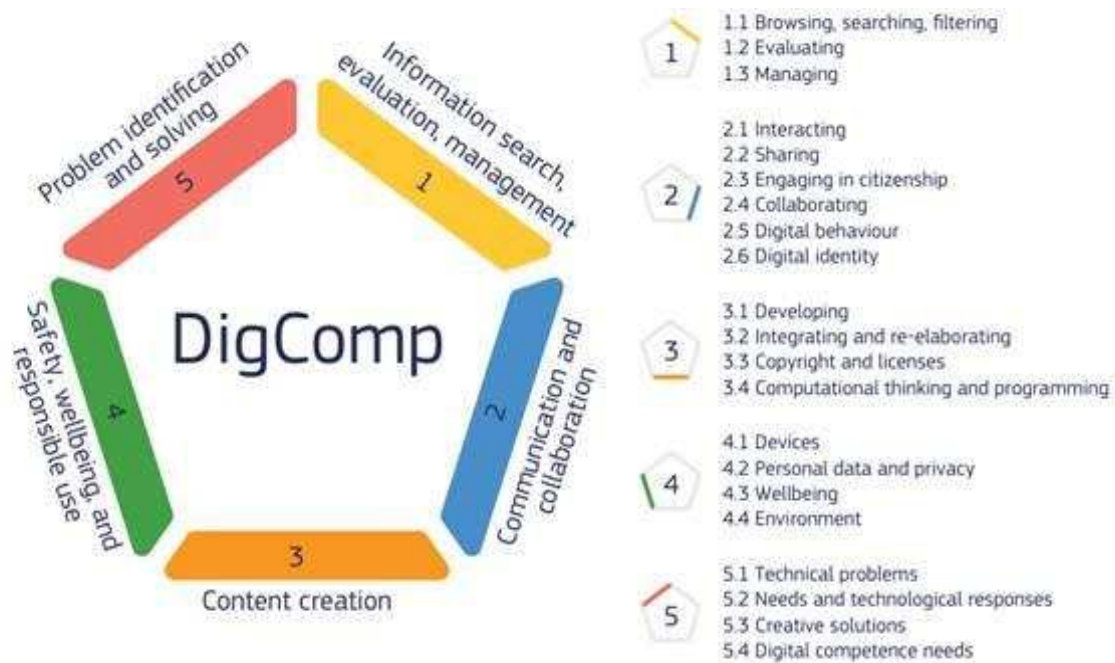 Problem identification
and solving
5
Information search,
evaluation, management
1
DigComp
Safety, wellbeing, and
responsible use
4
Communication and
collaboration
2
3
Content creation
1
1.1 Browsing, searching, filtering
1.2 Evaluating
1.3 Managing
2
2.1 Interacting
2.2 Sharing
2.3 Engaging in citizenship
2.4 Collaborating
2.5 Digital behaviour
2.6 Digital identity
3
3.1 Developing
3.2 Integrating and re-elaborating
3.3 Copyright and licenses
3.4 Computational thinking and programming
4
4.1 Devices
4.2 Personal data and privacy
4.3 Wellbeing
4.4 Environment
5
5.1 Technical problems
5.2 Needs and technological responses
5.3 Creative solutions
5.4 Digital competence needs